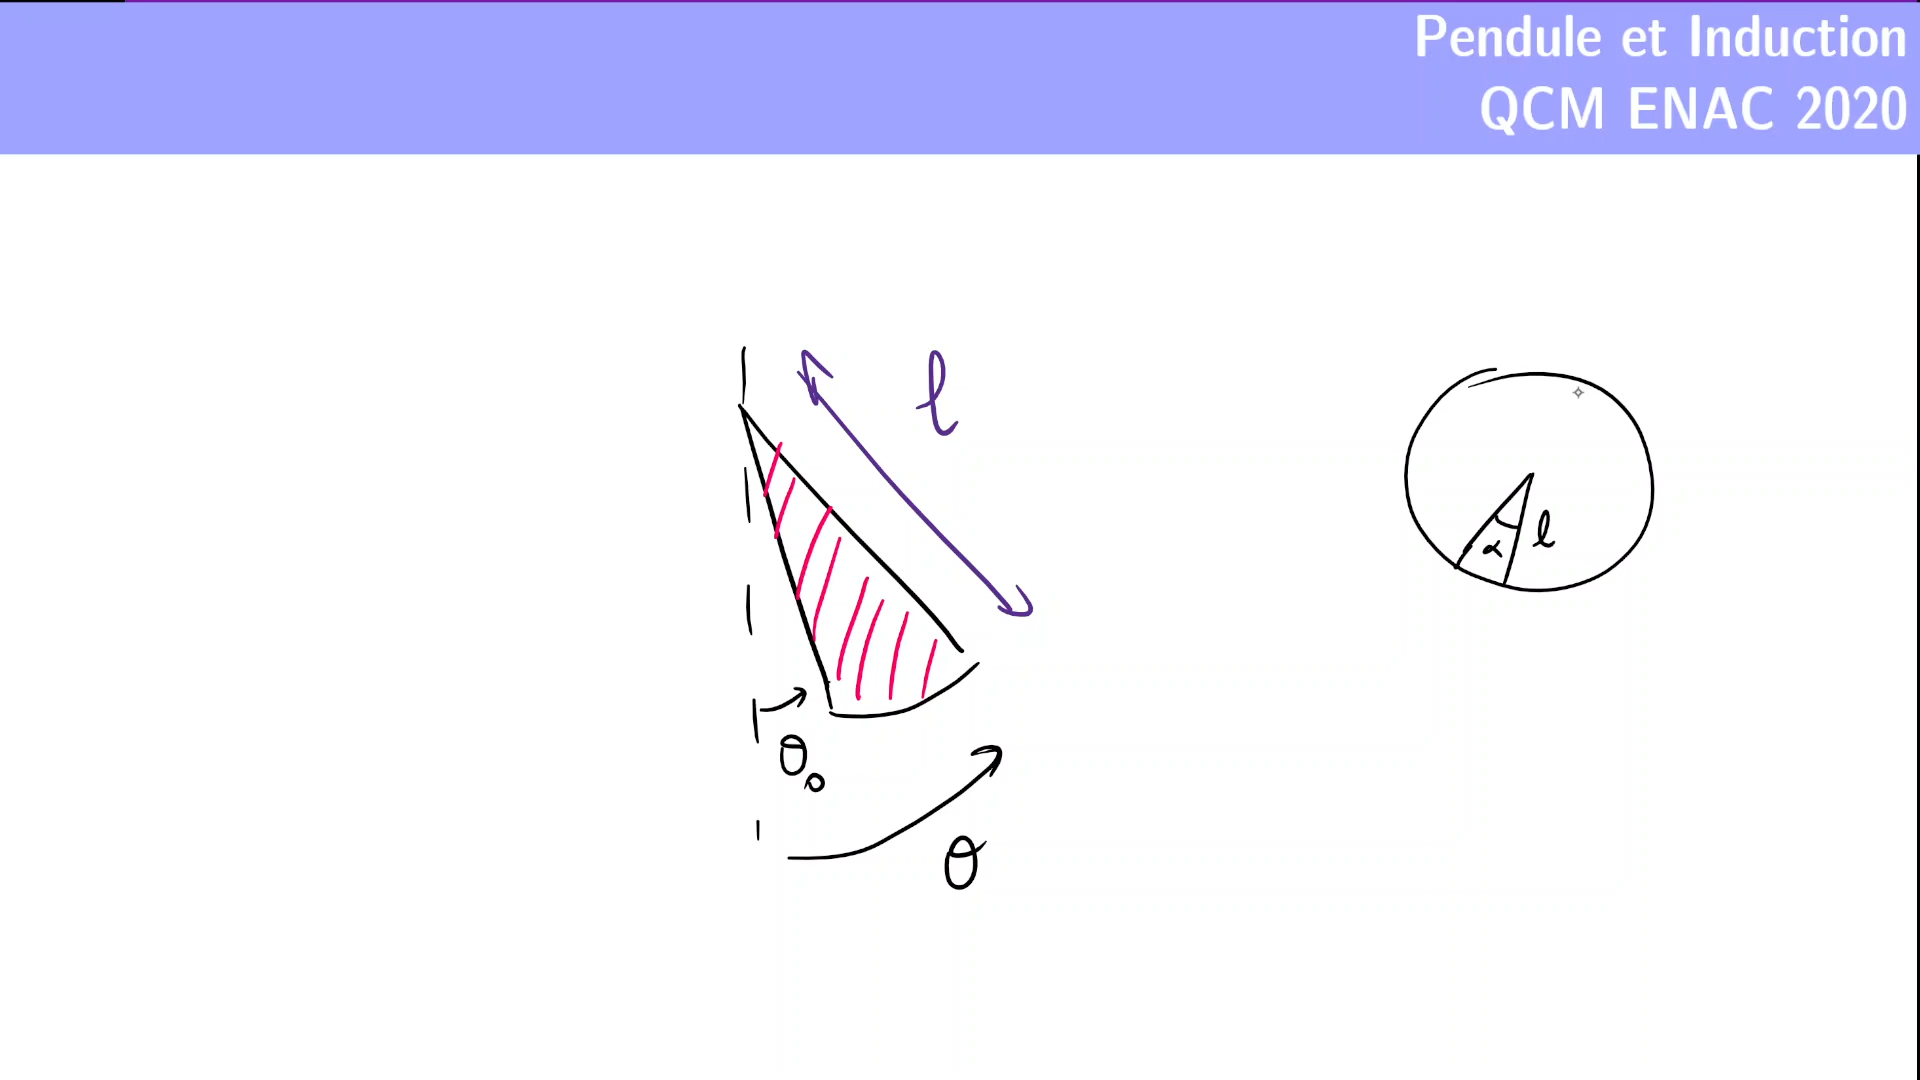 Pendule et Induction
QCM ENAC 2020
ℓ
α ℓ
θ₀
θ